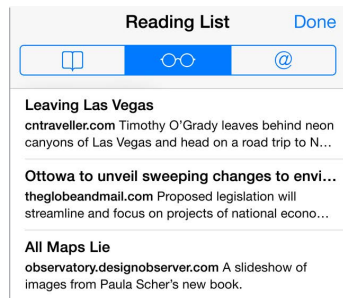 Reading List
Done
@
Leaving Las Vegas
cntraveller.com Timothy O'Grady leaves behind neon
canyons of Las Vegas and head on a road trip to N...
Ottowa to unveil sweeping changes to envi...
theglobeandmail.com Proposed legislation will
streamline and focus on projects of national econo...
All Maps Lie
observatory.designobserver.com A slideshow of
images from Paula Scher's new book.